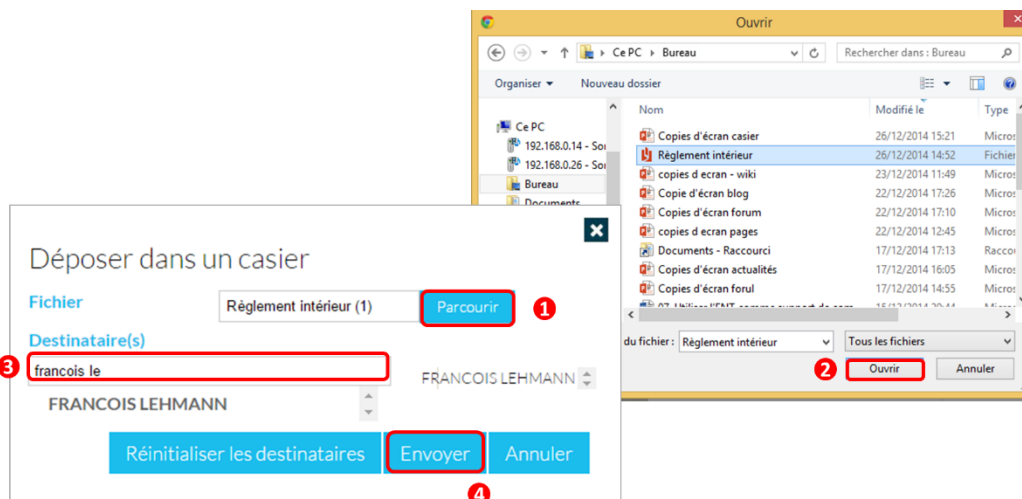 Ouvrir
Ce PC Bureau
Rechercher dans : Bureau
Organiser
Nouveau dossier
Nom
Modifié le
Type
Ce PC
192.168.0.14 - Sor
192.168.0.26 - Sor
Bureau
Documents
Copies d'écran casier 26/12/2014 15:21 Micros
Règlement intérieur 26/12/2014 14:52 Fichier
copies d ecran - wiki 23/12/2014 11:49 Micros
Copie d'écran blog 22/12/2014 17:26 Micros
Copies d'écran forum 22/12/2014 17:10 Micros
copies d ecran pages 22/12/2014 12:45 Micros
Documents - Raccourci 17/12/2014 17:13 Raccou
Copies d'écran actualités 17/12/2014 16:05 Micros
Copies d'écran forul 17/12/2014 14:55 Micros
du fichier : Règlement intérieur
Tous les fichiers
2
Ouvrir
Annuler
Déposer dans un casier
Fichier
Règlement intérieur (1)
Parcourir
1
Destinataire(s)
3
francois le
FRANCOIS LEHMANN
FRANCOIS LEHMANN
Réinitialiser les destinataires
Envoyer
Annuler
4